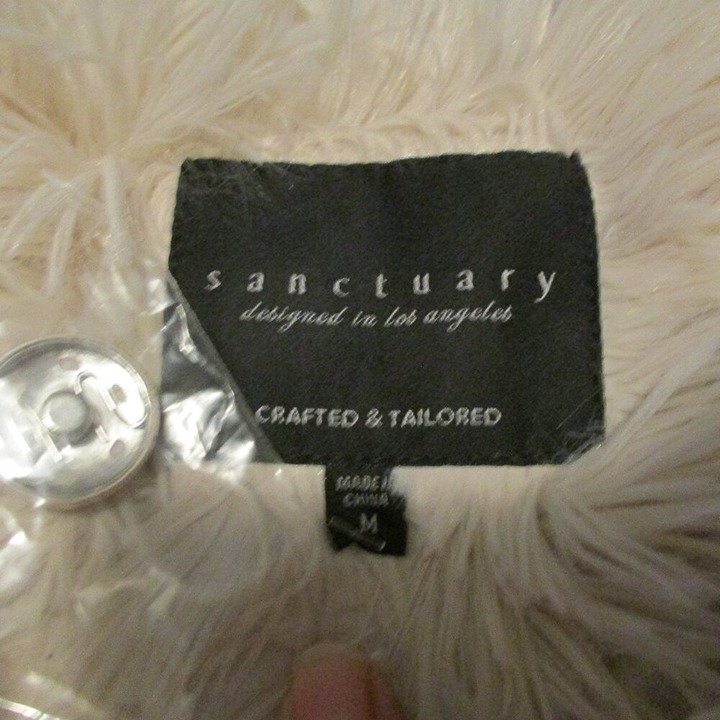 sanctuary
designed in los angeles
CRAFTED & TAILORED
MADE IN
CHINA
M